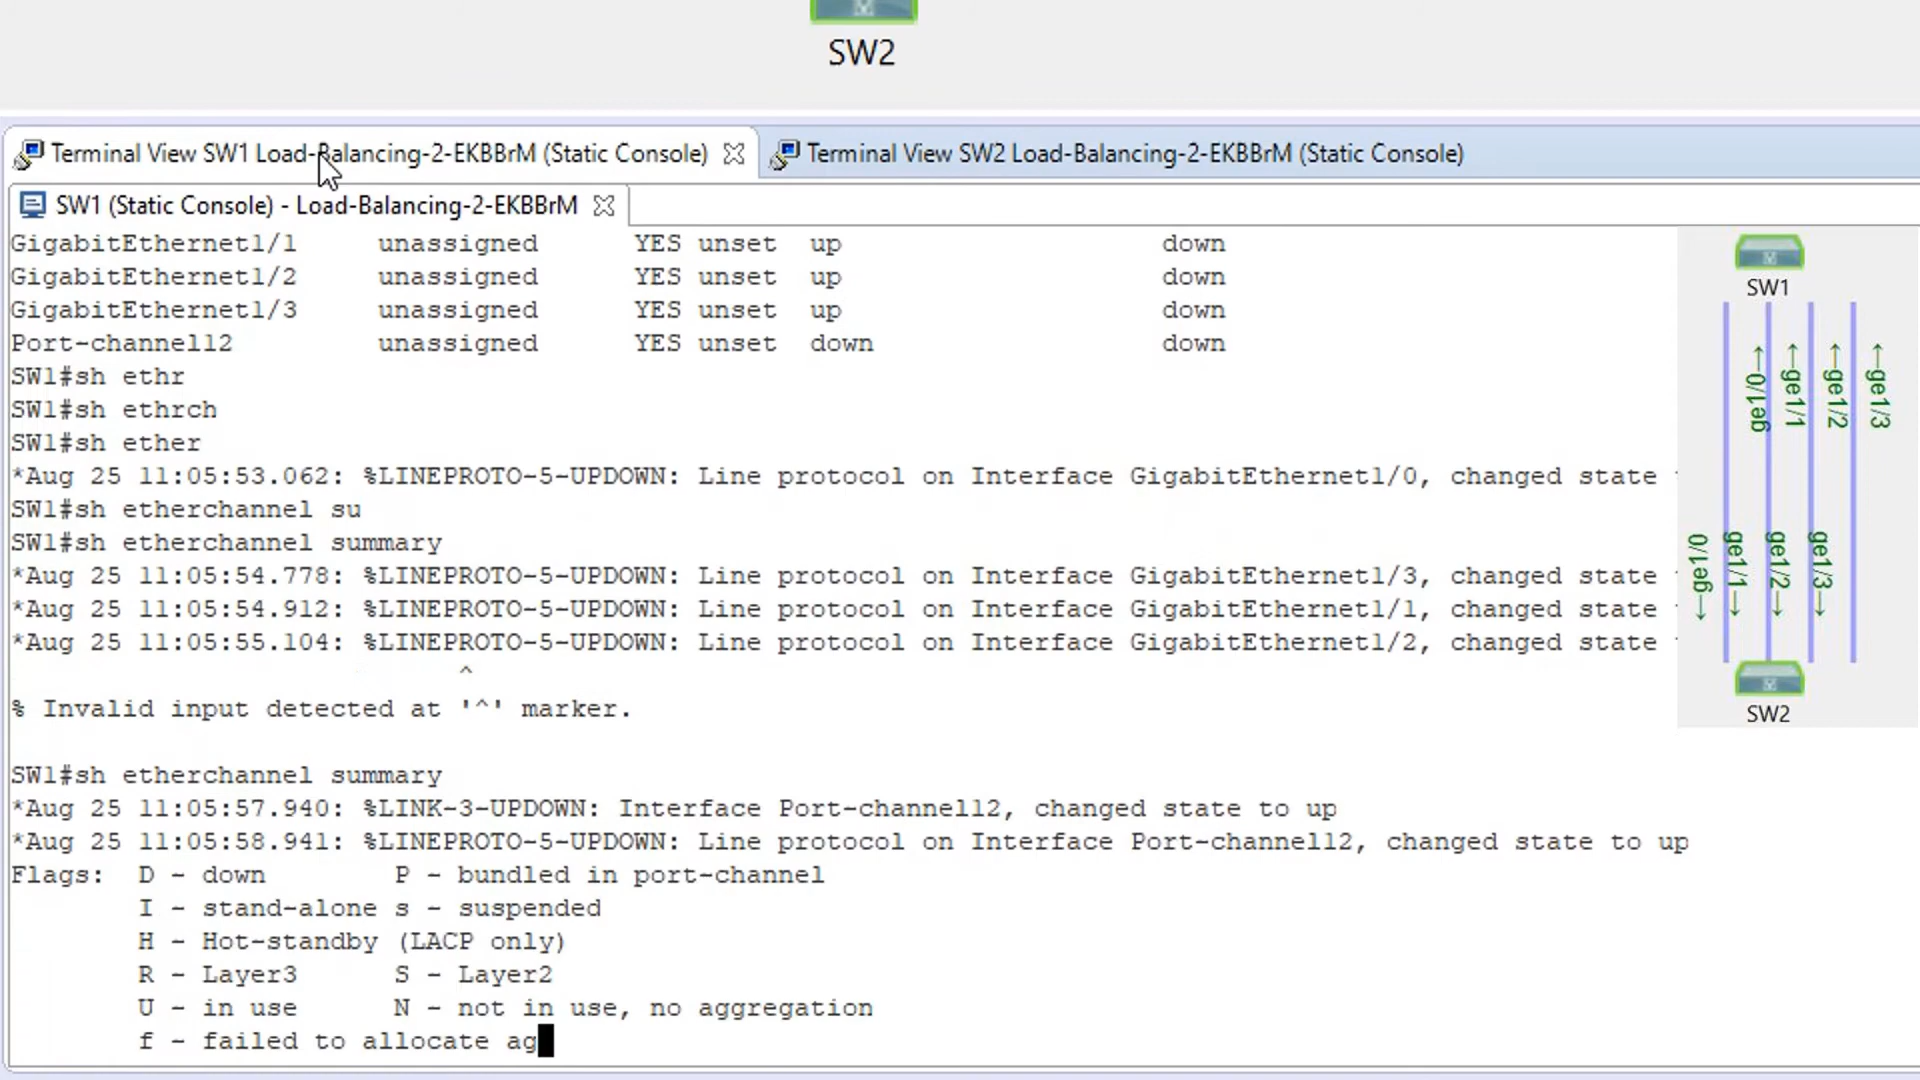 SW2
Terminal View SW1 Load-Balancing-2-EKBBrM (Static Console)
Terminal View SW2 Load-Balancing-2-EKBBrM (Static Console)
SW1 (Static Console) - Load-Balancing-2-EKBBrM
GigabitEthernet1/1 unassigned YES unset up down
GigabitEthernet1/2 unassigned YES unset up down
GigabitEthernet1/3 unassigned YES unset up down
Port-channel12 unassigned YES unset down down
SW1#sh ethr
SW1#sh ethrch
SW1#sh ether
*Aug 25 11:05:53.062: %LINEPROTO-5-UPDOWN: Line protocol on Interface GigabitEthernet1/0, changed state
SW1#sh etherchannel su
SW1#sh etherchannel summary
*Aug 25 11:05:54.778: %LINEPROTO-5-UPDOWN: Line protocol on Interface GigabitEthernet1/3, changed state
*Aug 25 11:05:54.912: %LINEPROTO-5-UPDOWN: Line protocol on Interface GigabitEthernet1/1, changed state
*Aug 25 11:05:55.104: %LINEPROTO-5-UPDOWN: Line protocol on Interface GigabitEthernet1/2, changed state
^
% Invalid input detected at '^' marker.
SW1#sh etherchannel summary
*Aug 25 11:05:57.940: %LINK-3-UPDOWN: Interface Port-channel12, changed state to up
*Aug 25 11:05:58.941: %LINEPROTO-5-UPDOWN: Line protocol on Interface Port-channel12, changed state to up
Flags: D - down P - bundled in port-channel
I - stand-alone s - suspended
H - Hot-standby (LACP only)
R - Layer3 S - Layer2
U - in use N - not in use, no aggregation
f - failed to allocate ag
SW1
←ge1/0
←ge1/1
←ge1/2
←ge1/3
ge1/0→
ge1/1→
ge1/2→
ge1/3→
SW2